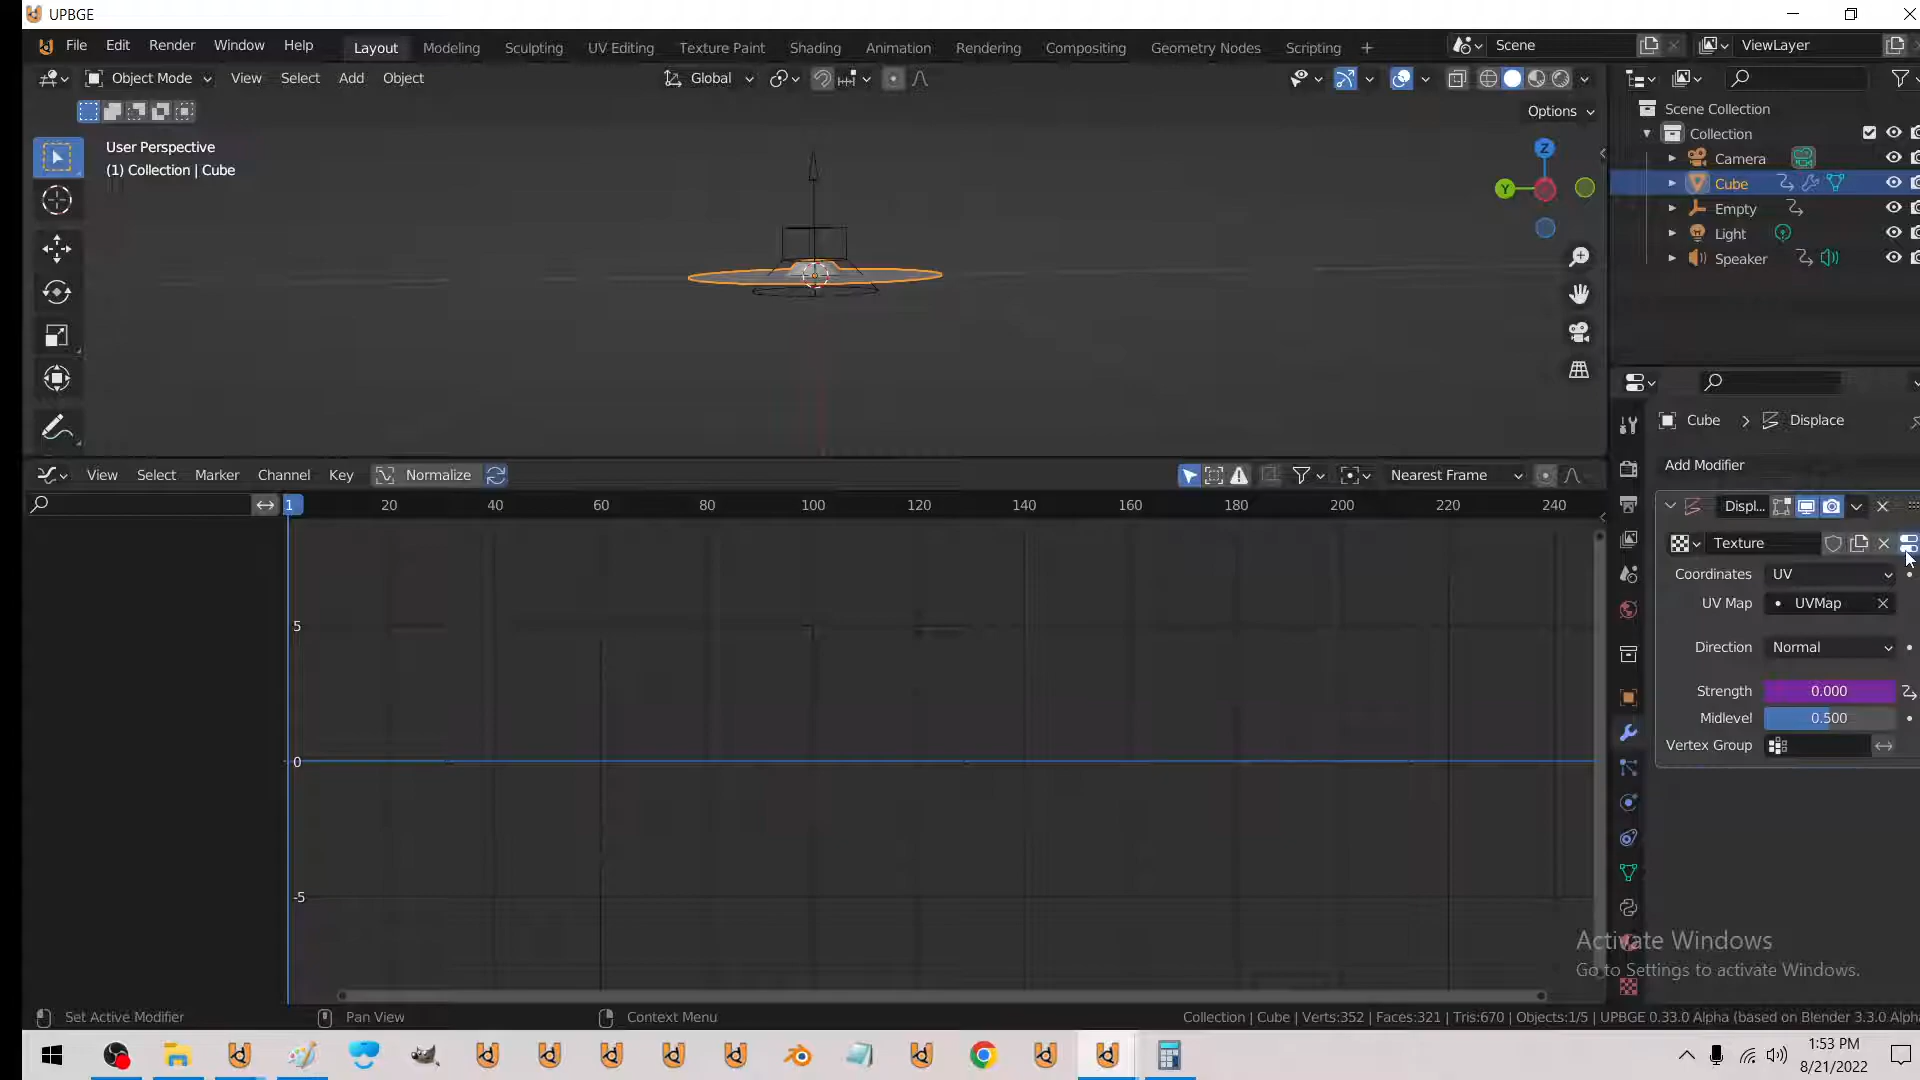 UPBGE
File Edit Render Window Help Layout Modeling Sculpting UV Editing Texture Paint Shading Animation Rendering Compositing Geometry Nodes Scripting + Scene ViewLayer
Object Mode View Select Add Object Global
Options
User Perspective
(1) Collection | Cube
Z
Y
Scene Collection
Collection
Camera
Cube
Empty
Light
Speaker
Cube > Displace
Add Modifier
Displ...
Texture
Coordinates UV
UV Map UVMap
Direction Normal
Strength 0.000
Midlevel 0.500
Vertex Group
View Select Marker Channel Key Normalize Nearest Frame
1 20 40 60 80 100 120 140 160 180 200 220 240
5
0
-5
Activate Windows
Go to Settings to activate Windows.
Set Active Modifier Pan View Context Menu Collection | Cube | Verts:352 | Faces:321 | Tris:670 | Objects:1/5 | UPBGE 0.33.0 Alpha (based on Blender 3.3.0 Alpha
1:53 PM
8/21/2022